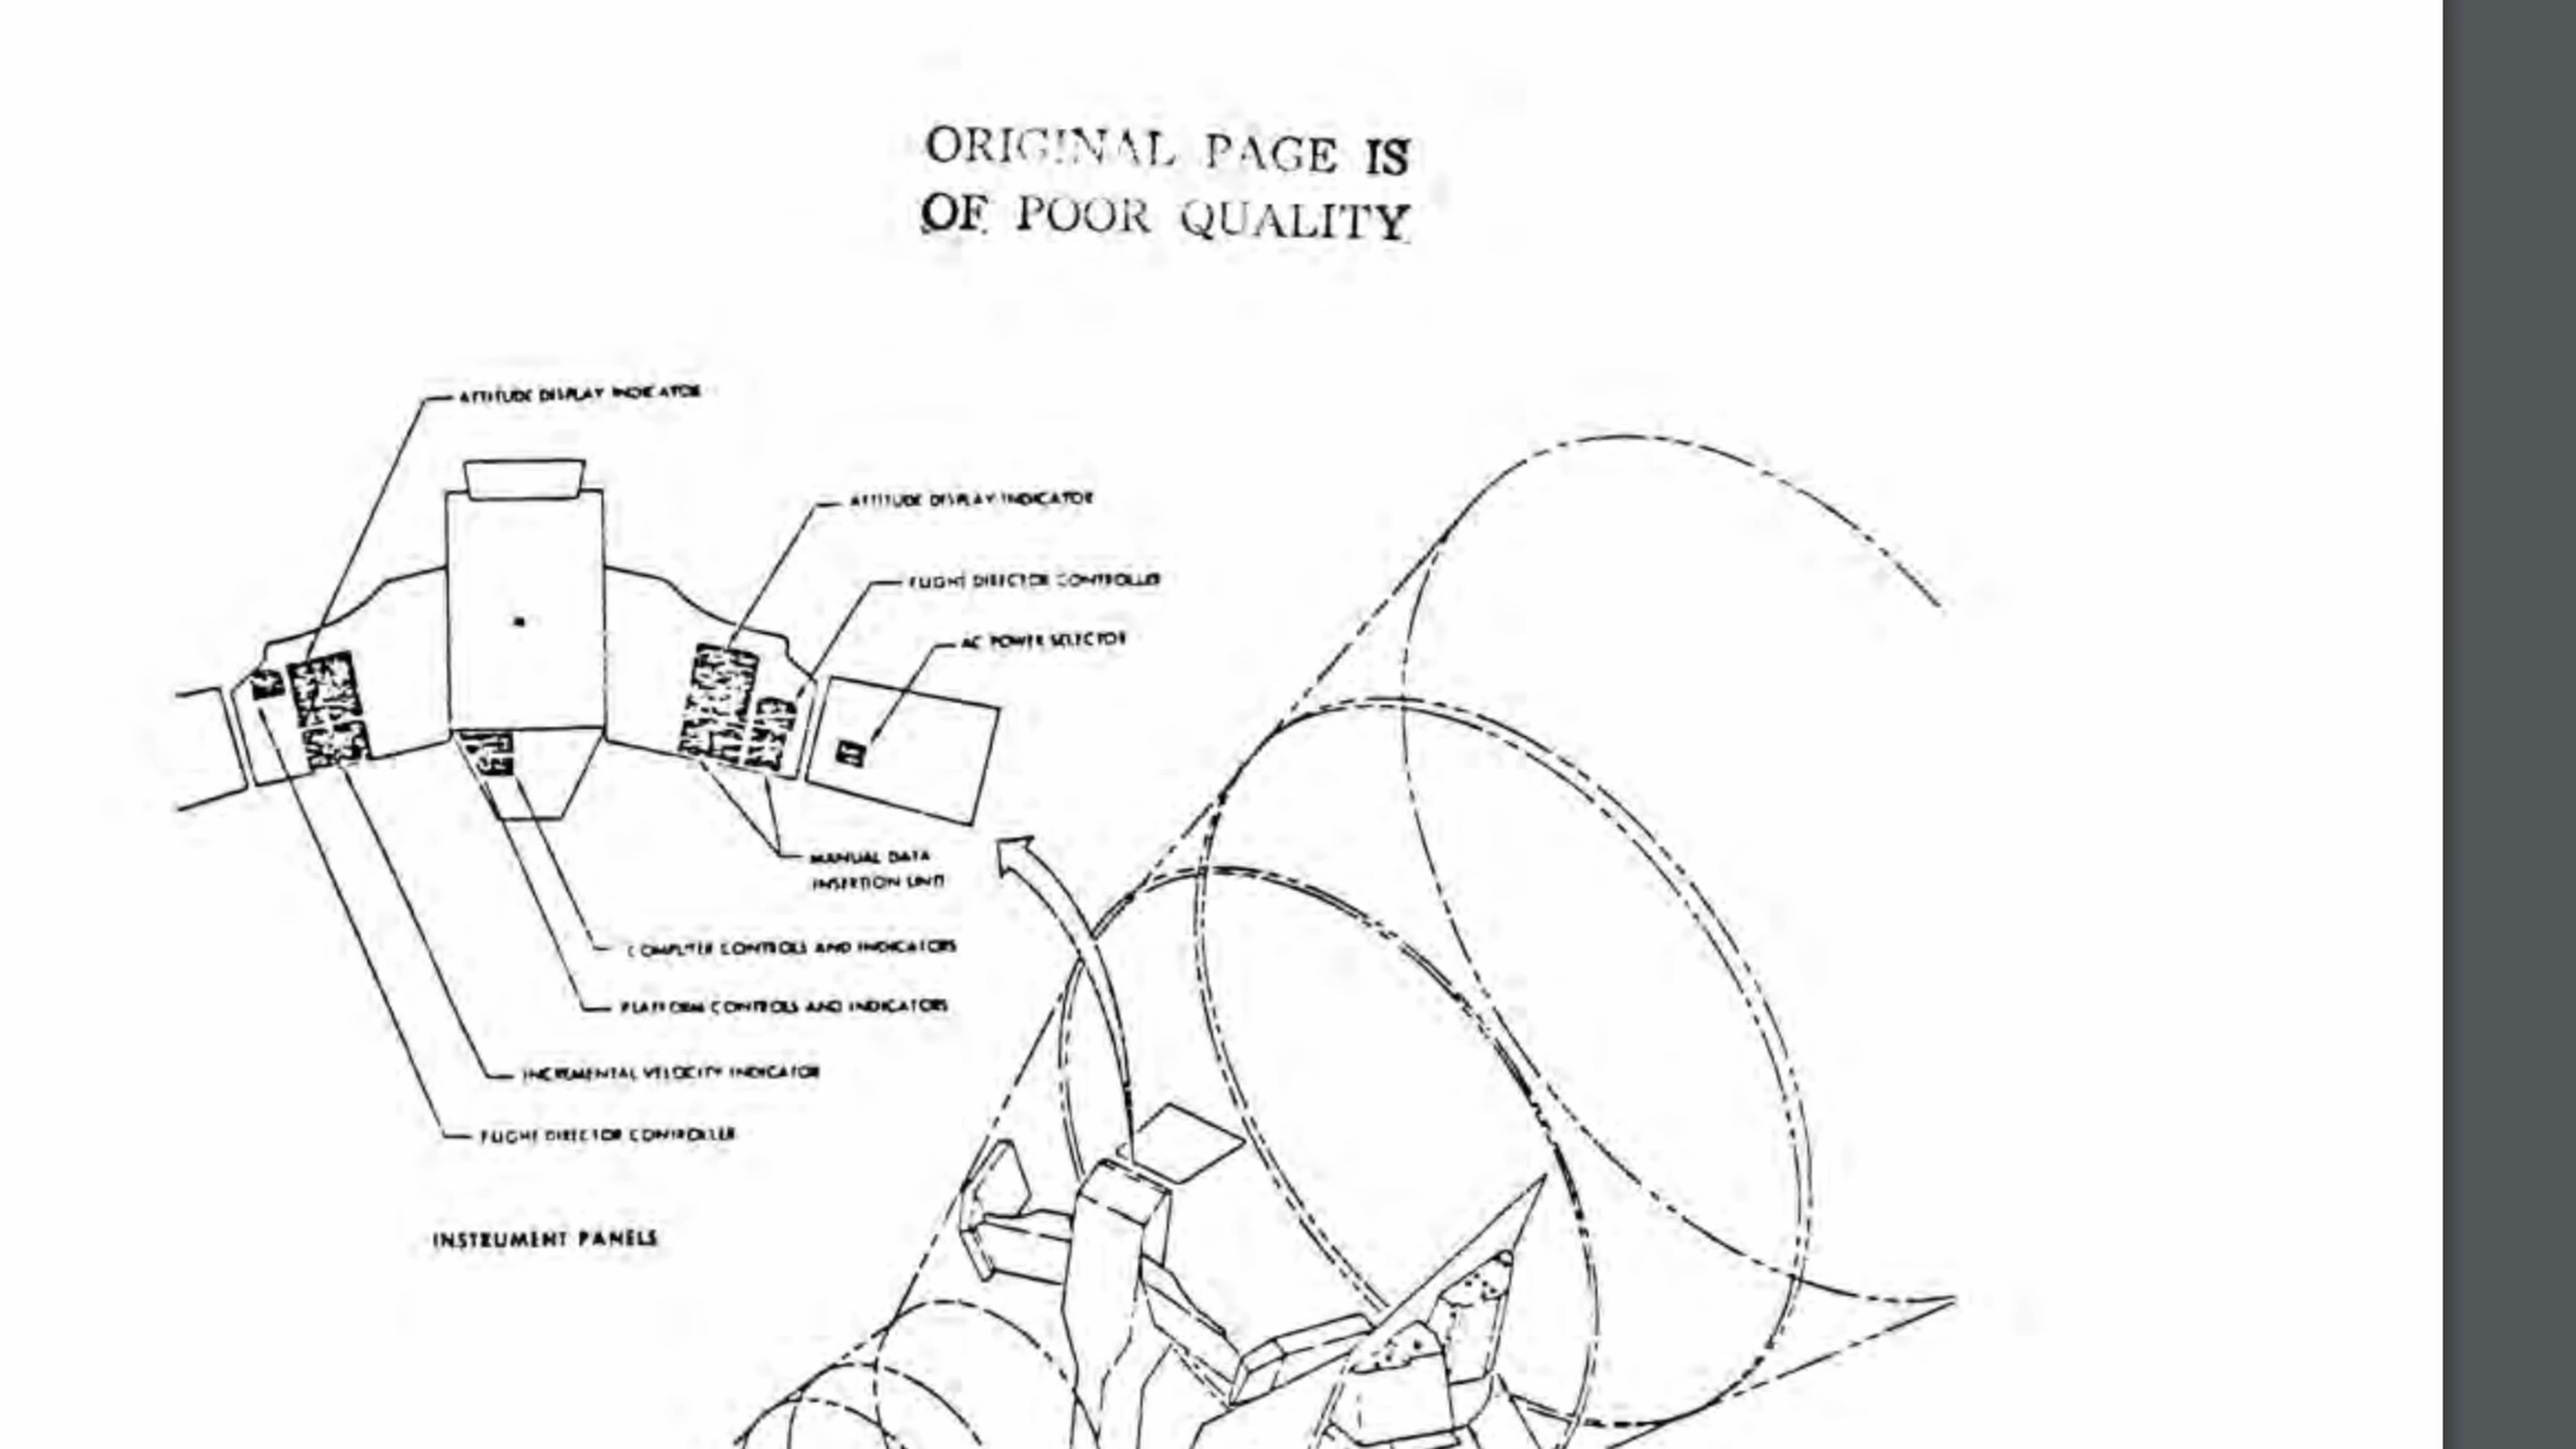 ORIGINAL PAGE IS
OF POOR QUALITY
ATTITUDE DISPLAY INDICATOR
ATTITUDE DISPLAY INDICATOR
FLIGHT DIRECTOR CONTROLLER
AC POWER SELECTOR
MANUAL DATA
INSERTION UNIT
COMPUTER CONTROLS AND INDICATORS
PLATFORM CONTROLS AND INDICATORS
INCREMENTAL VELOCITY INDICATOR
FLIGHT DIRECTOR CONTROLLER
INSTRUMENT PANELS